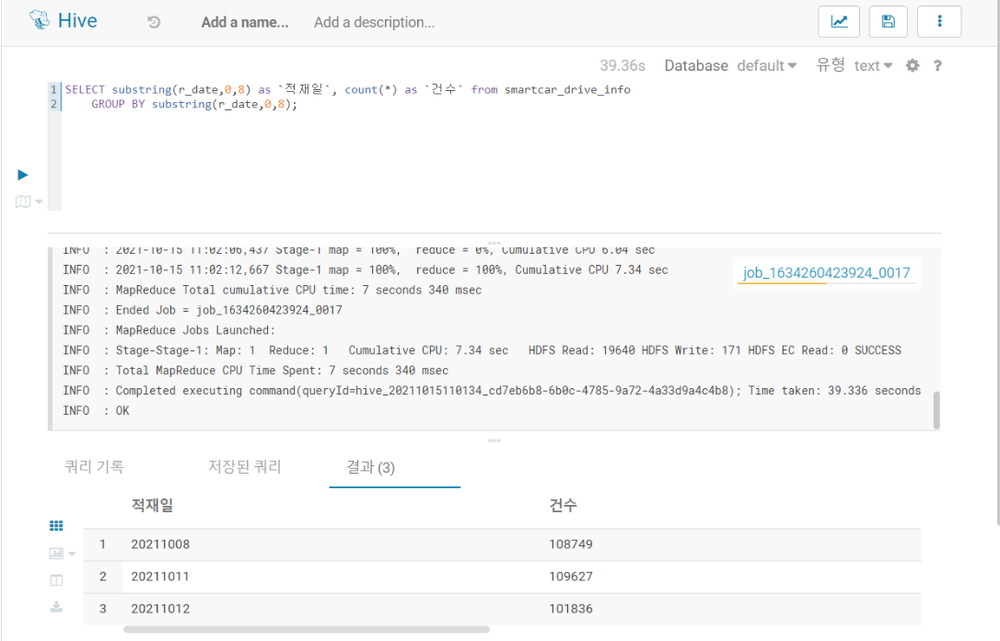 Hive Add a name... Add a description...
39.36s Database default 유형 text ?
1 SELECT substring(r_date,0,8) as `적재일`, count(*) as `건수` from smartcar_drive_info
2 GROUP BY substring(r_date,0,8);
INFO : 2021-10-15 11:02:06,437 Stage-1 map = 100%, reduce = 0%, Cumulative CPU 6.04 sec
INFO : 2021-10-15 11:02:12,667 Stage-1 map = 100%, reduce = 100%, Cumulative CPU 7.34 sec
job_1634260423924_0017
INFO : MapReduce Total cumulative CPU time: 7 seconds 340 msec
INFO : Ended Job = job_1634260423924_0017
INFO : MapReduce Jobs Launched:
INFO : Stage-Stage-1: Map: 1 Reduce: 1 Cumulative CPU: 7.34 sec HDFS Read: 19640 HDFS Write: 171 HDFS EC Read: 0 SUCCESS
INFO : Total MapReduce CPU Time Spent: 7 seconds 340 msec
INFO : Completed executing command(queryId=hive_20211015110134_cd7eb6b8-6b0c-4785-9a72-4a33d9a4c4b8); Time taken: 39.336 seconds
INFO : OK
쿼리 기록 저장된 쿼리 결과 (3)
적재일 건수
1 20211008 108749
2 20211011 109627
3 20211012 101836